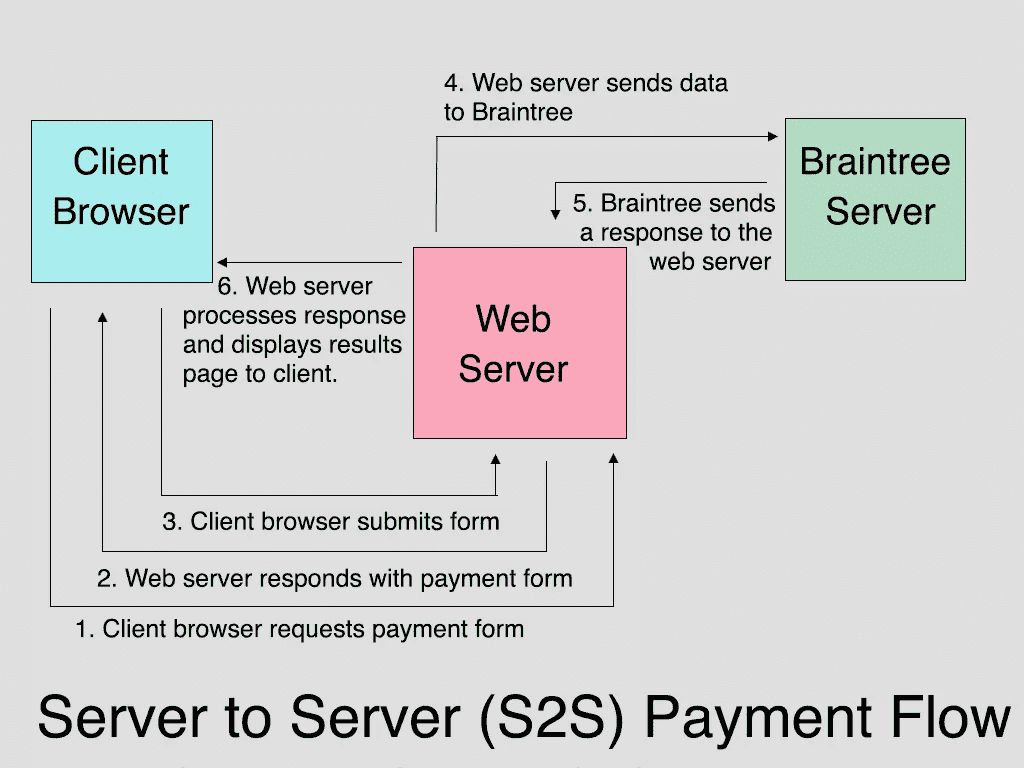 4. Web server sends data
to Braintree
Client
Browser
Braintree
Server
5. Braintree sends
a response to the
web server
6. Web server
processes response
and displays results
page to client.
Web
Server
3. Client browser submits form
2. Web server responds with payment form
1. Client browser requests payment form
Server to Server (S2S) Payment Flow